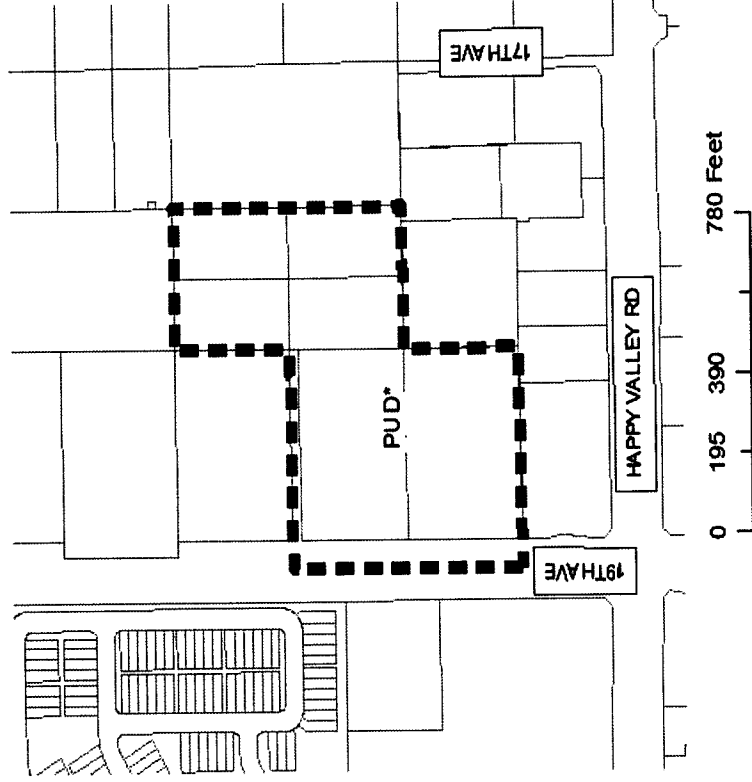 17TH AVE
PUD*
HAPPY VALLEY RD
19TH AVE
0 195 390 780 Feet